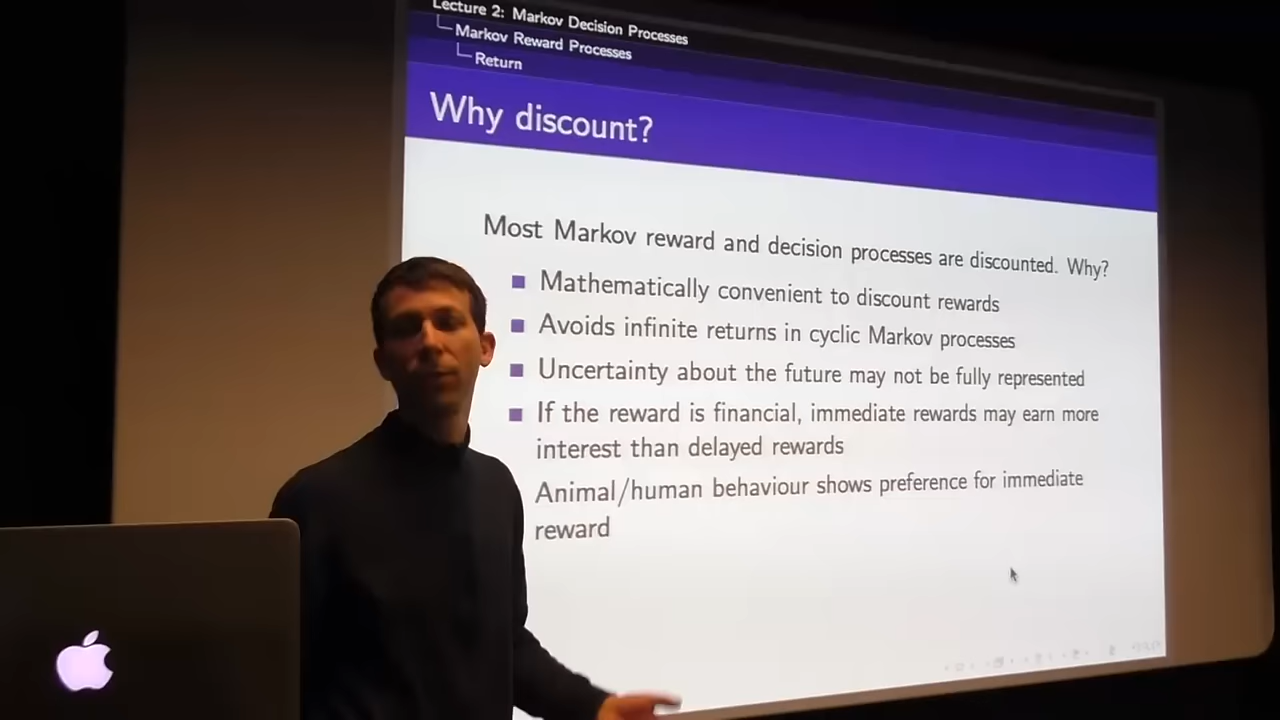 Lecture 2: Markov Decision Processes
Markov Reward Processes
Return
Why discount?
Most Markov reward and decision processes are discounted. Why?
Mathematically convenient to discount rewards
Avoids infinite returns in cyclic Markov processes
Uncertainty about the future may not be fully represented
If the reward is financial, immediate rewards may earn more
interest than delayed rewards
Animal/human behaviour shows preference for immediate
reward